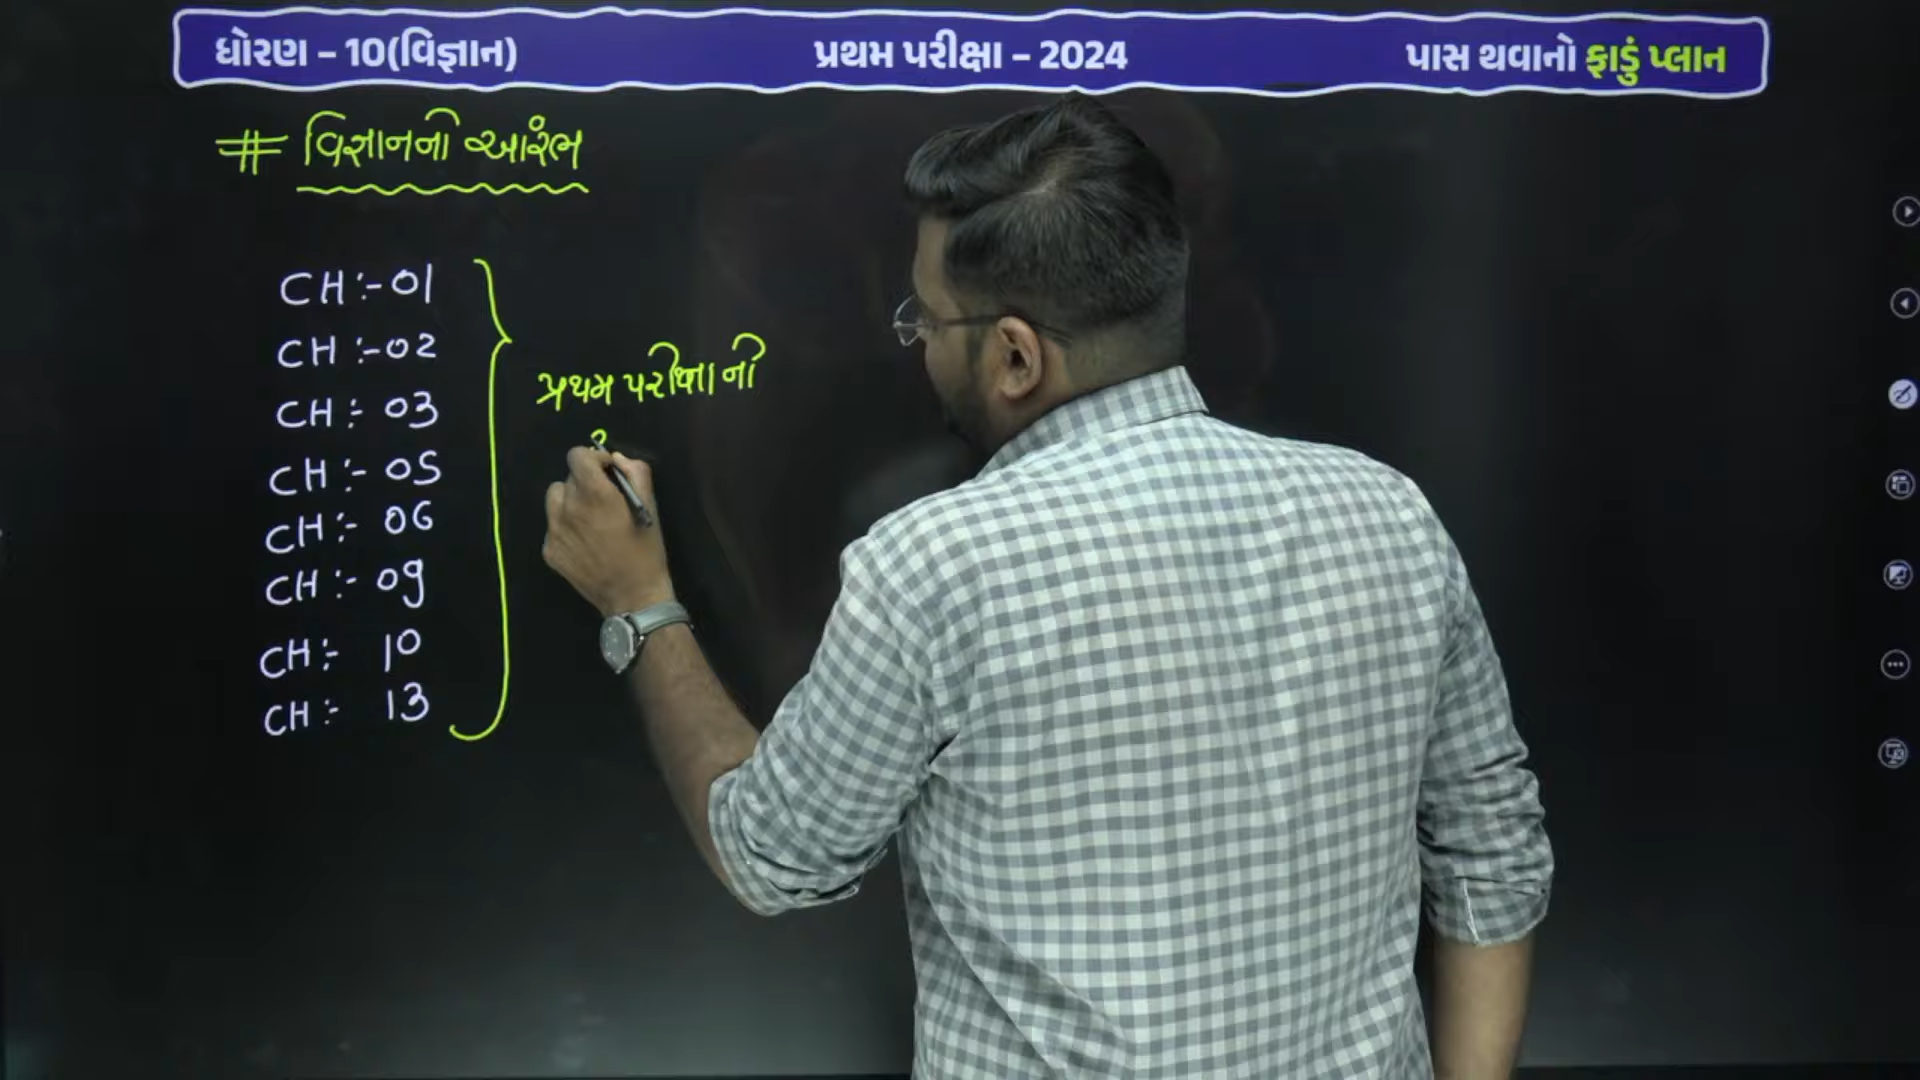 ધોરણ – 10(વિજ્ઞાન) પ્રથમ પરીક્ષા – 2024 પાસ થવાનો ફાડું પ્લાન
# વિજ્ઞાનની આરંભ
CH :- 01
CH :- 02
CH :- 03
CH :- 05
CH :- 06
CH :- 09
CH :- 10
CH :- 13
પ્રથમ પરીક્ષાની